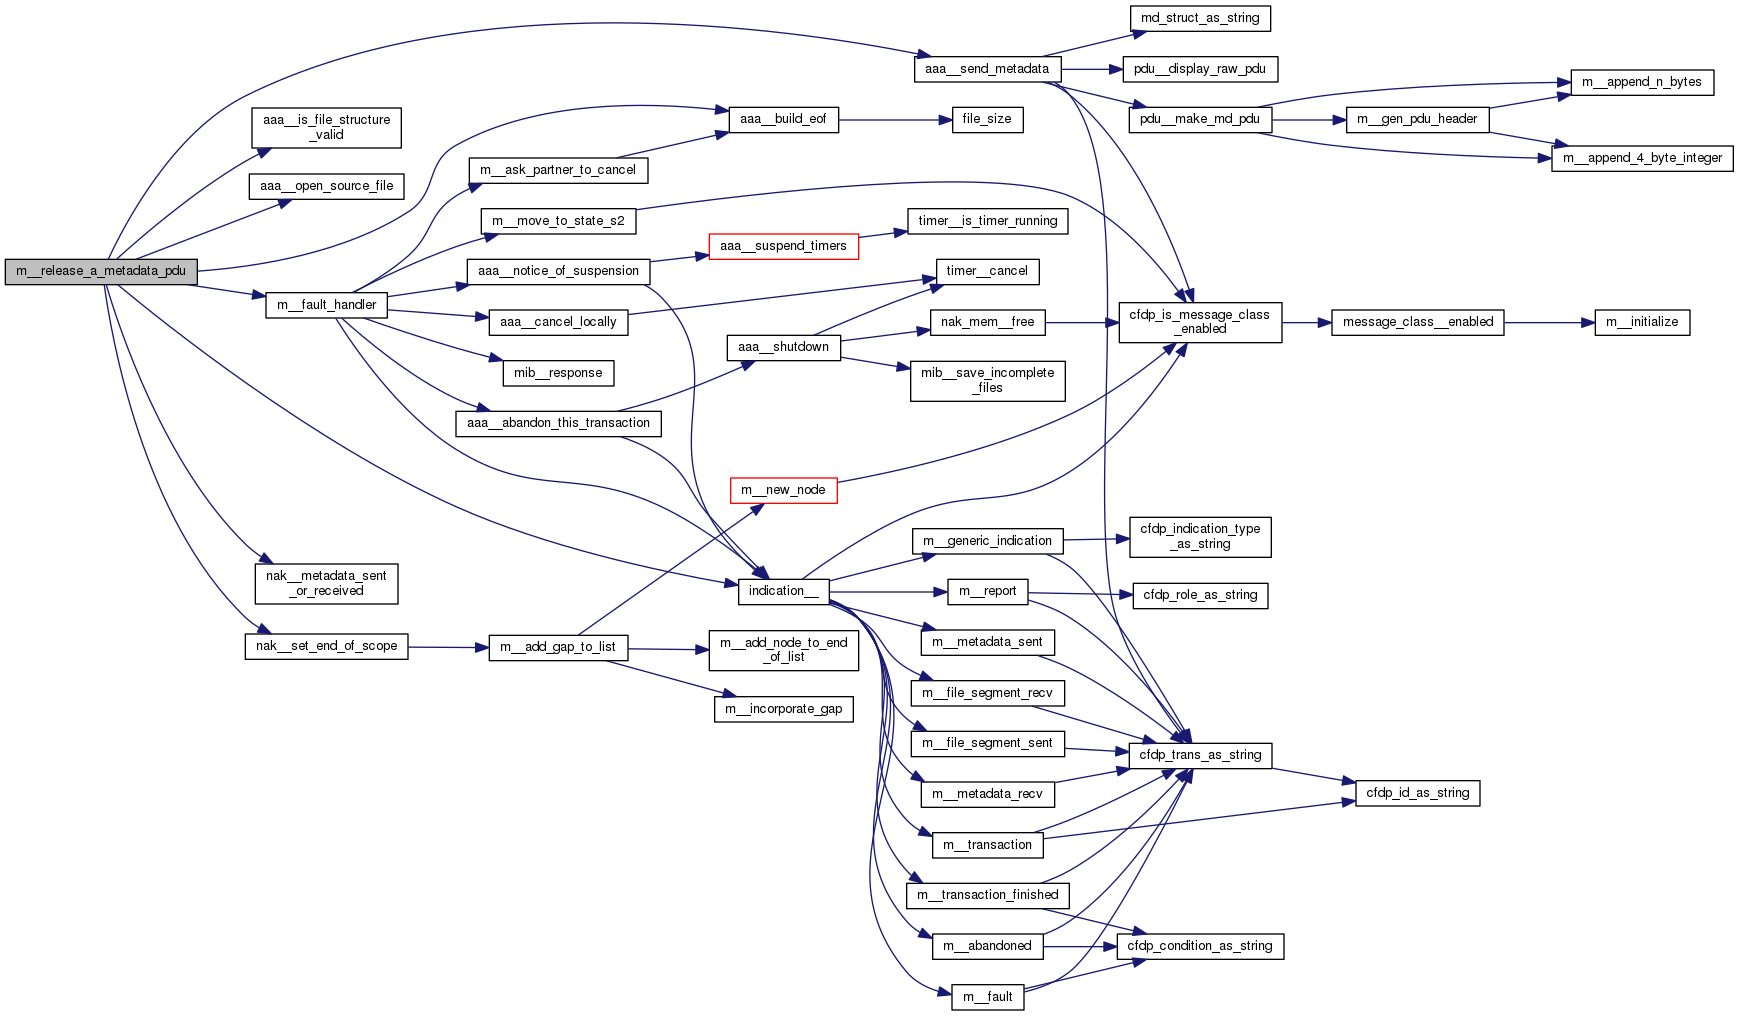 md_struct_as_string
aaa__send_metadata
pdu__display_raw_pdu
m__append_n_bytes
aaa__is_file_structure
_valid
aaa__build_eof
file_size
pdu__make_md_pdu
m__gen_pdu_header
m__append_4_byte_integer
m__ask_partner_to_cancel
aaa__open_source_file
m__move_to_state_s2
timer__is_timer_running
aaa__suspend_timers
m__release_a_metadata_pdu
aaa__notice_of_suspension
timer__cancel
m__fault_handler
aaa__cancel_locally
nak_mem__free
cfdp_is_message_class
_enabled
message_class__enabled
m__initialize
aaa__shutdown
mib__response
mib__save_incomplete
_files
aaa__abandon_this_transaction
m__new_node
m__generic_indication
cfdp_indication_type
_as_string
nak__metadata_sent
_or_received
indication__
m__report
cfdp_role_as_string
nak__set_end_of_scope
m__add_gap_to_list
m__add_node_to_end
_of_list
m__metadata_sent
m__incorporate_gap
m__file_segment_recv
m__file_segment_sent
cfdp_trans_as_string
m__metadata_recv
cfdp_id_as_string
m__transaction
m__transaction_finished
m__abandoned
cfdp_condition_as_string
m__fault